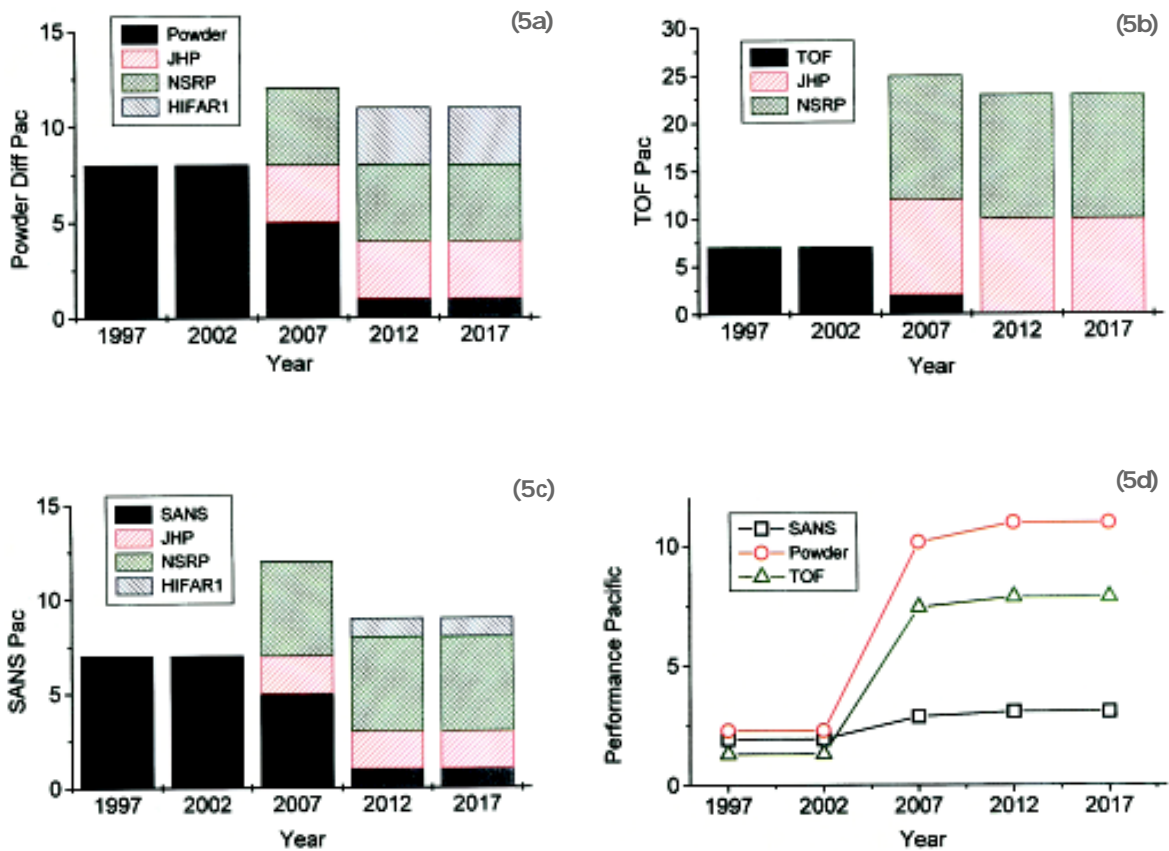 (5a)
15
10
5
0
Powder Diff Pac
Powder
JHP
NSRP
HIFAR1
1997 2002 2007 2012 2017
Year
(5b)
30
25
20
15
10
5
0
TOF Pac
TOF
JHP
NSRP
1997 2002 2007 2012 2017
Year
(5c)
15
10
5
0
SANS Pac
SANS
JHP
NSRP
HIFAR1
1997 2002 2007 2012 2017
Year
(5d)
10
5
0
Performance Pacific
SANS
Powder
TOF
1997 2002 2007 2012 2017
Year